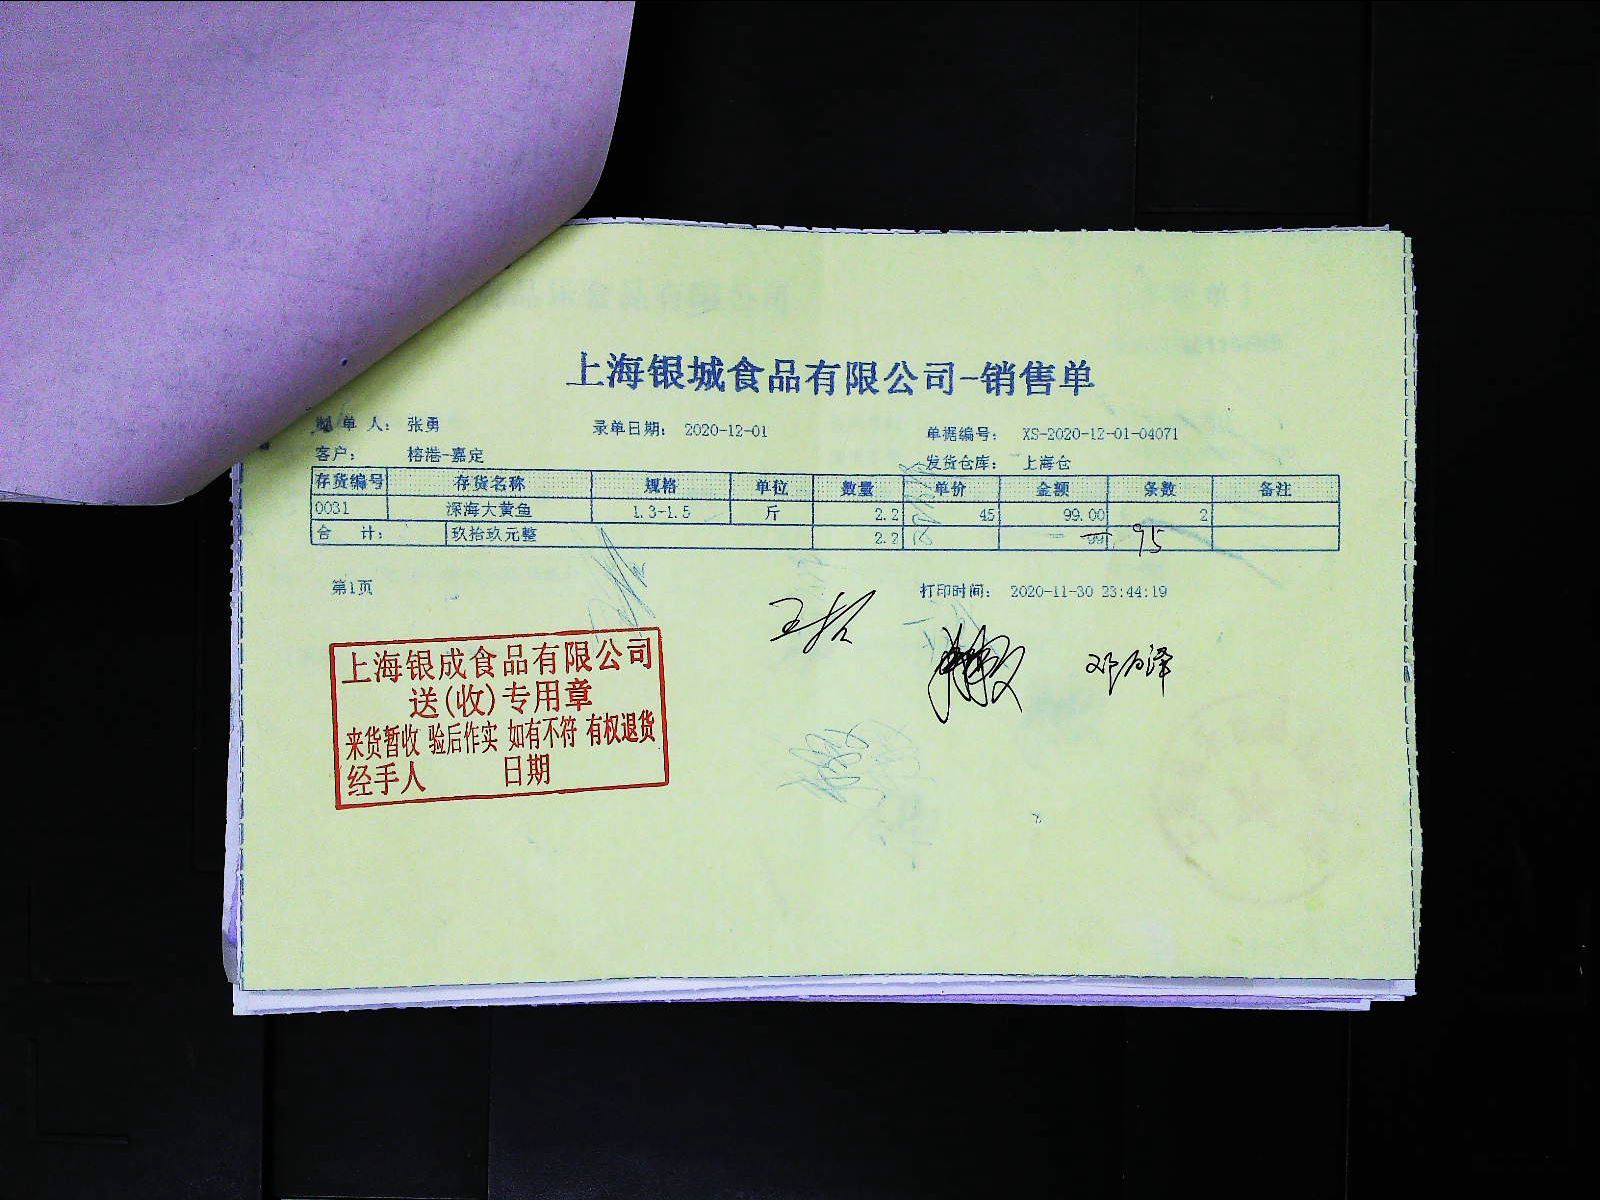 上海银城食品有限公司-销售单
制 单 人： 张勇 录单日期： 2020-12-01 单据编号： XS-2020-12-01-04071
客户： 榕港-嘉定 发货仓库： 上海仓
存货编号 存货名称 规格 单位 数量 单价 金额 条数 备注
0031 深海大黄鱼 1.3-1.5 斤 2.2 45 99.00 2
合 计： 玖拾玖元整 2.2 99 95
第1页 打印时间： 2020-11-30 23:44:19
上海银成食品有限公司
送(收)专用章
来货暂收 验后作实 如有不符 有权退货
经手人 日期